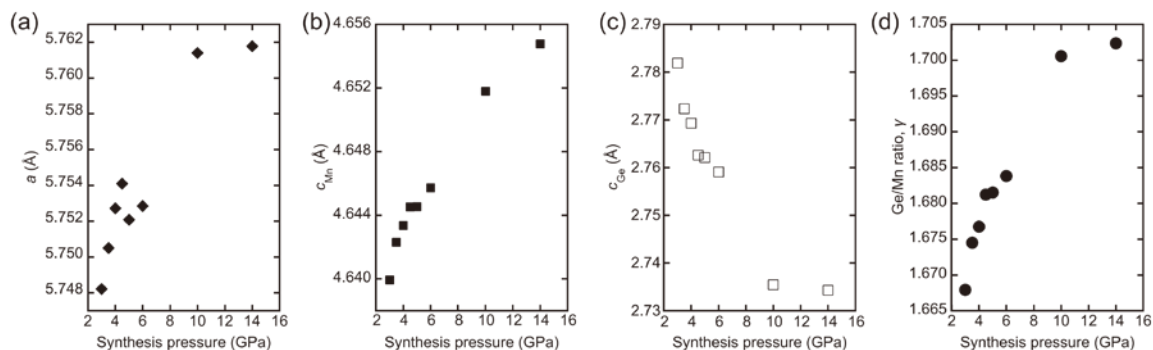 (a)
5.762
5.760
5.758
5.756
5.754
5.752
5.750
5.748
a (Å)
2 4 6 8 10 12 14 16
Synthesis pressure (GPa)
(b)
4.656
4.652
4.648
4.644
4.640
cMn (Å)
2 4 6 8 10 12 14 16
Synthesis pressure (GPa)
(c)
2.79
2.78
2.77
2.76
2.75
2.74
2.73
cGe (Å)
2 4 6 8 10 12 14 16
Synthesis pressure (GPa)
(d)
1.705
1.700
1.695
1.690
1.685
1.680
1.675
1.670
1.665
Ge/Mn ratio, γ
2 4 6 8 10 12 14 16
Synthesis pressure (GPa)